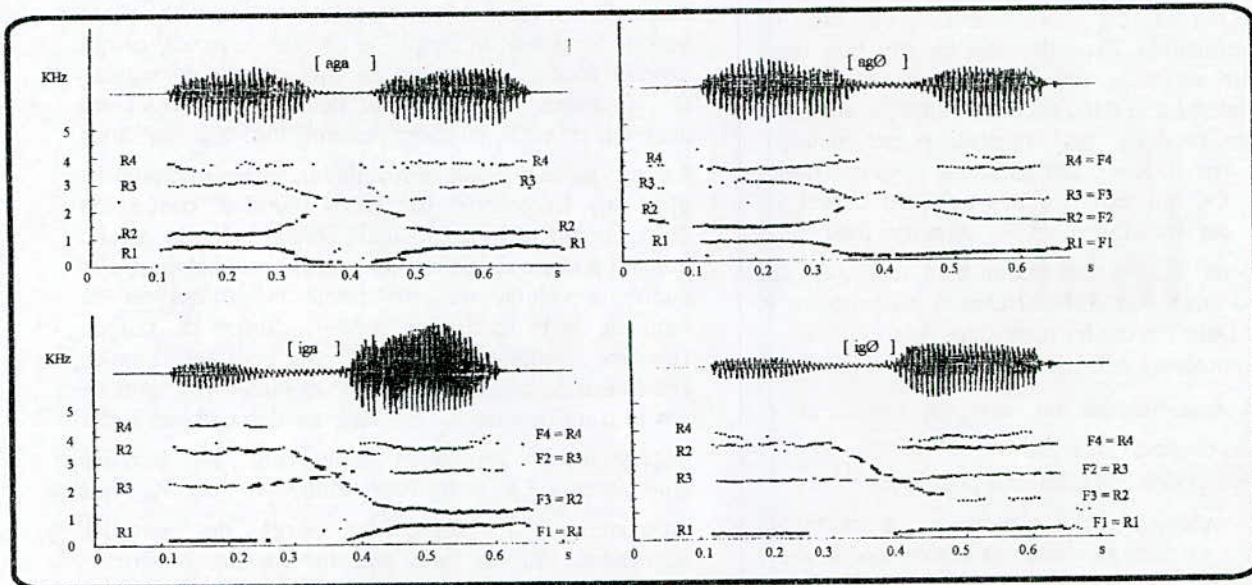 [ aga ]
KHz
5
4
3
2
1
0
R4
R3
R2
R1
R4
R3
R2
R1
0
0.1
0.2
0.3
0.4
0.5
0.6
s
[ agØ ]
R4
R3
R2
R1
R4 = F4
R3 = F3
R2 = F2
R1 = F1
0
0.1
0.2
0.3
0.4
0.5
0.6
s
[ iga ]
KHz
5
4
3
2
1
0
R4
R2
R3
R1
F4 = R4
F2 = R3
F3 = R2
F1 = R1
0
0.1
0.2
0.3
0.4
0.5
0.6
s
[ igØ ]
R4
R2
R3
R1
F4 = R4
F2 = R3
F3 = R2
F1 = R1
0
0.1
0.2
0.3
0.4
0.5
0.6
s